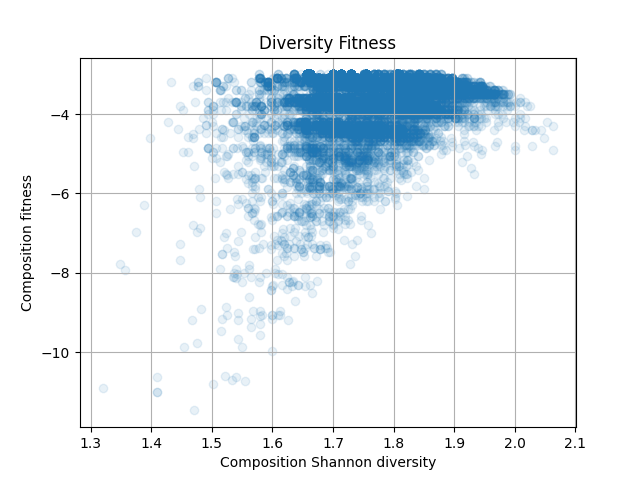 Diversity Fitness
Composition fitness
−4
−6
−8
−10
1.3 1.4 1.5 1.6 1.7 1.8 1.9 2.0 2.1
Composition Shannon diversity